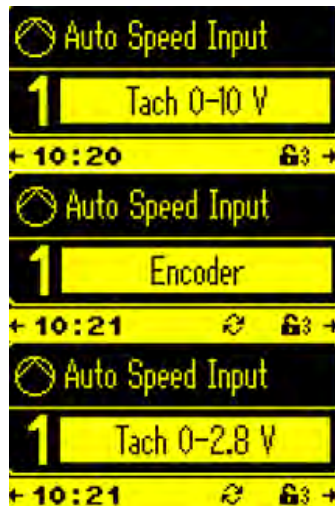 Auto Speed Input
1 Tach 0-10 V
10:20 3
Auto Speed Input
1 Encoder
10:21 3
Auto Speed Input
1 Tach 0-2.8 V
10:21 3